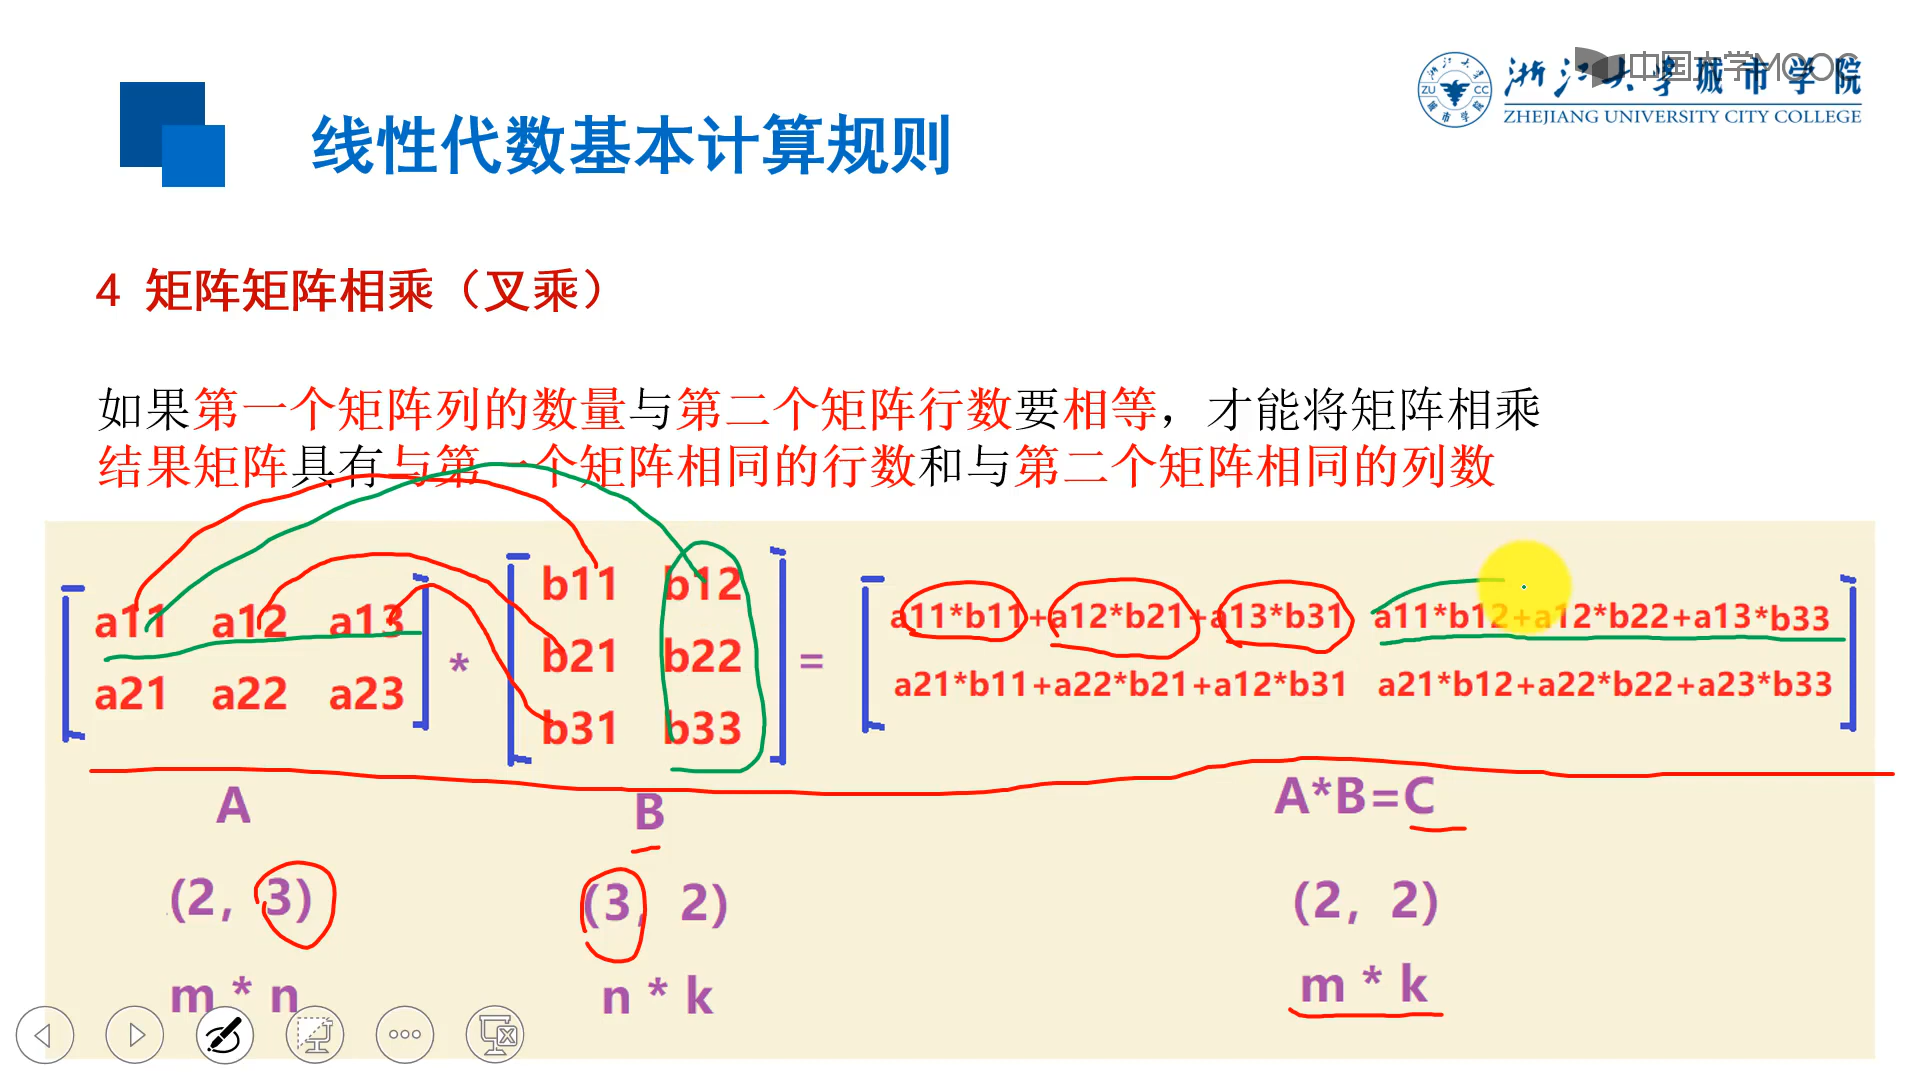 中国大学MOOC
浙江大学城市学院
ZHEJIANG UNIVERSITY CITY COLLEGE
ZU CC
线性代数基本计算规则
4 矩阵矩阵相乘（叉乘）
如果第一个矩阵列的数量与第二个矩阵行数要相等，才能将矩阵相乘
结果矩阵具有与第一个矩阵相同的行数和与第二个矩阵相同的列数
a11 a12 a13
a21 a22 a23
*
b11 b12
b21 b22
b31 b33
=
a11*b11+a12*b21+a13*b31 a11*b12+a12*b22+a13*b33
a21*b11+a22*b21+a12*b31 a21*b12+a22*b22+a23*b33
A B A*B=C
(2, 3) (3, 2) (2, 2)
m * n n * k m * k